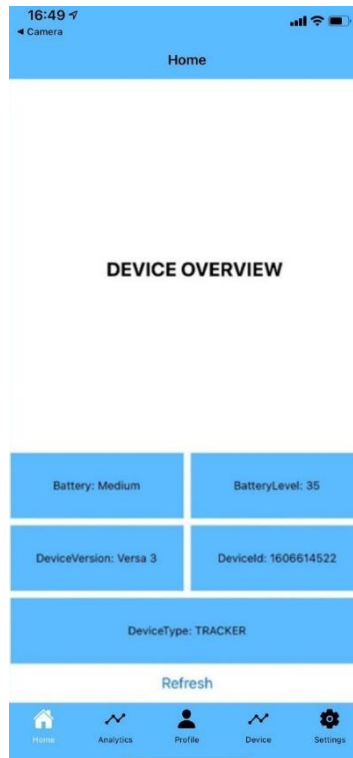 16:49
◄ Camera
Home
DEVICE OVERVIEW
Battery: Medium
BatteryLevel: 35
DeviceVersion: Versa 3
DeviceId: 1606614522
DeviceType: TRACKER
Refresh
Home
Analytics
Profile
Device
Settings